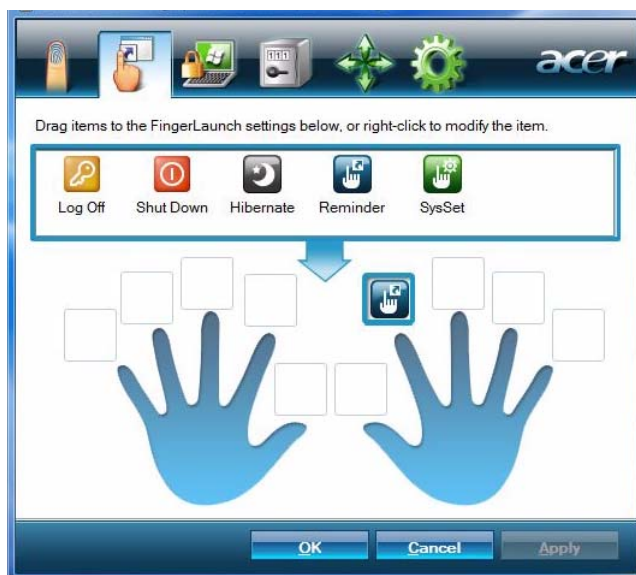 acer
Drag items to the FingerLaunch settings below, or right-click to modify the item.
Log Off Shut Down Hibernate Reminder SysSet
OK Cancel Apply